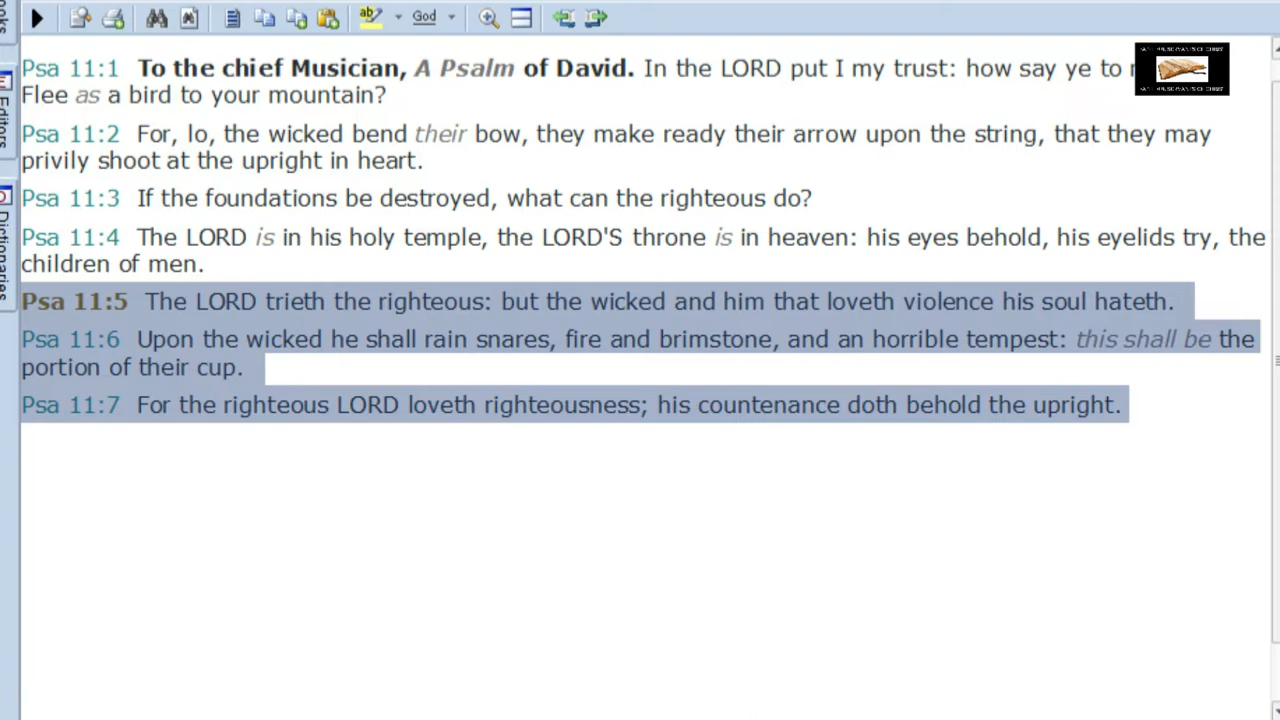 God
Psa 11:1 To the chief Musician, A Psalm of David. In the LORD put I my trust: how say ye to
Flee as a bird to your mountain?
Psa 11:2 For, lo, the wicked bend their bow, they make ready their arrow upon the string, that they may
privily shoot at the upright in heart.
Psa 11:3 If the foundations be destroyed, what can the righteous do?
Psa 11:4 The LORD is in his holy temple, the LORD'S throne is in heaven: his eyes behold, his eyelids try, the
children of men.
Psa 11:5 The LORD trieth the righteous: but the wicked and him that loveth violence his soul hateth.
Psa 11:6 Upon the wicked he shall rain snares, fire and brimstone, and an horrible tempest: this shall be the
portion of their cup.
Psa 11:7 For the righteous LORD loveth righteousness; his countenance doth behold the upright.
Editors
Dictionaries